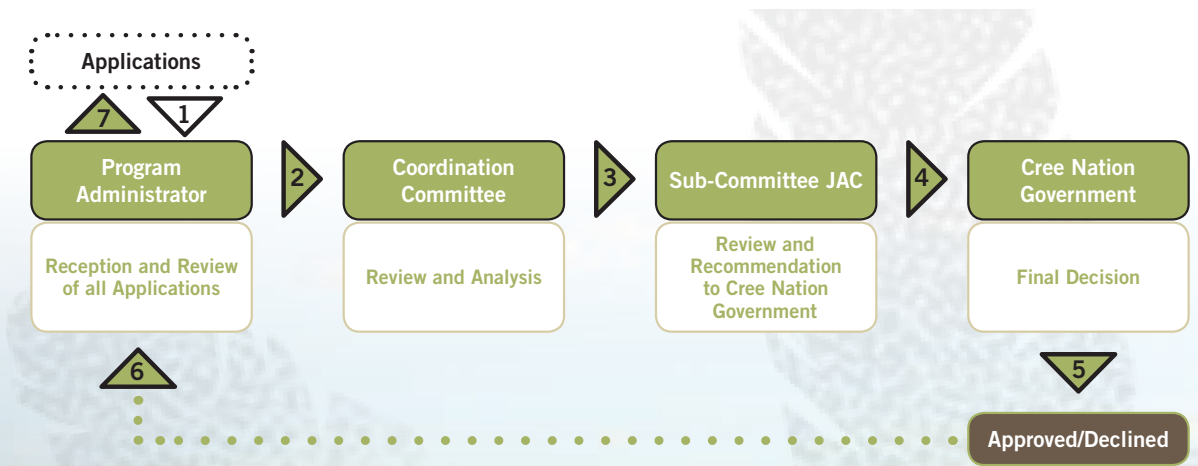 Applications
7
1
Program
Administrator
2
Coordination
Committee
3
Sub-Committee JAC
4
Cree Nation
Government
Reception and Review
of all Applications
Review and Analysis
Review and
Recommendation
to Cree Nation
Government
Final Decision
6
5
Approved/Declined